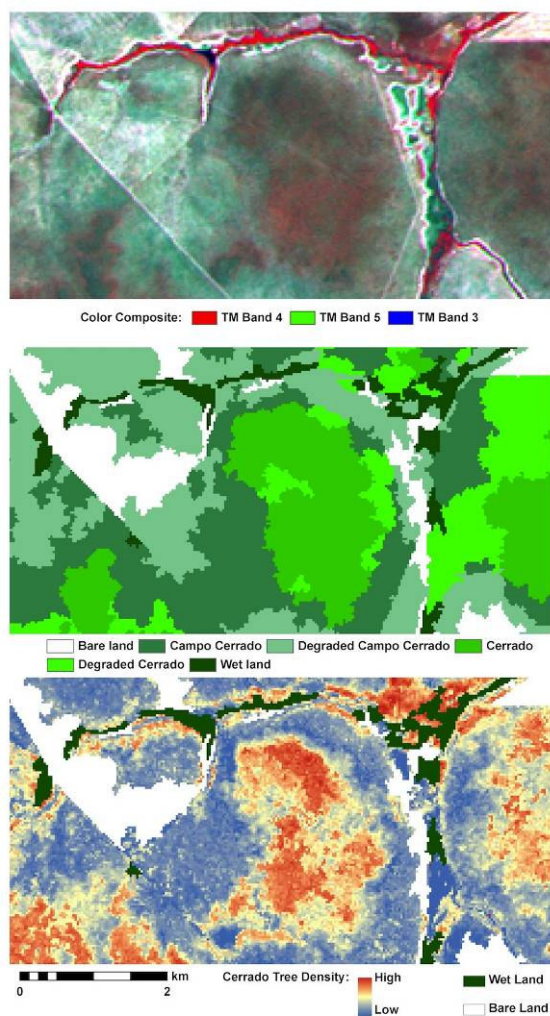 Color Composite: TM Band 4 TM Band 5 TM Band 3
Bare land Campo Cerrado Degraded Campo Cerrado Cerrado
Degraded Cerrado Wet land
Cerrado Tree Density: High Wet Land
km
0 2 Low Bare Land